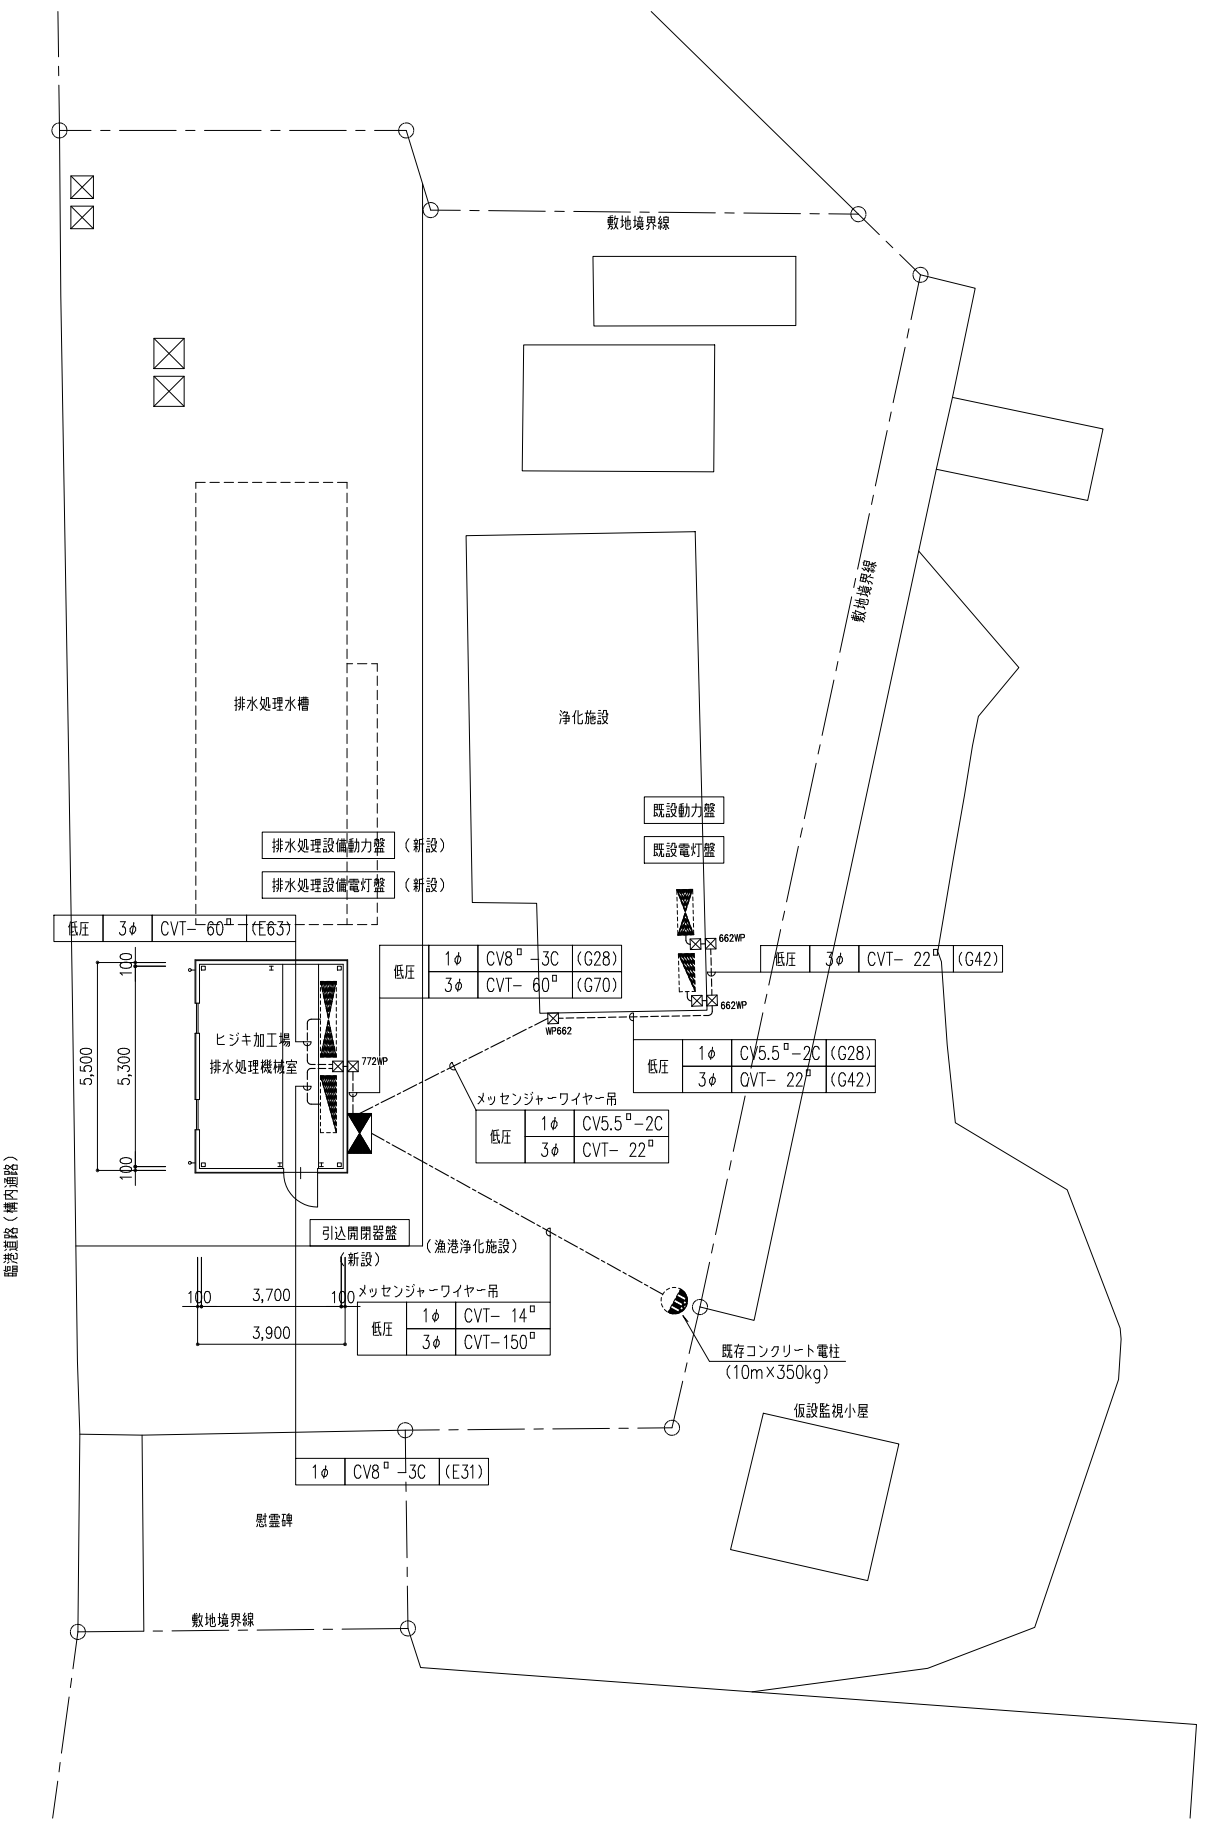 敷地境界線
敷地境界線
排水処理水槽
浄化施設
既設動力盤
既設電灯盤
排水処理設備動力盤 (新設)
排水処理設備電灯盤 (新設)
低圧 3φ CVT- 60□ (E63)
低圧
1φ CV8□-3C (G28)
3φ CVT- 60□ (G70)
662WP
低圧 3φ CVT- 22□ (G42)
662WP
WP662
低圧
1φ CV5.5□-2C (G28)
3φ CVT- 22□ (G42)
100
5,500
5,300
100
ヒジキ加工場
排水処理機械室
772WP
メッセンジャーワイヤー吊
低圧
1φ CV5.5□-2C
3φ CVT- 22□
臨港道路(構内通路)
引込開閉器盤
(新設)
(漁港浄化施設)
100
3,700
100
3,900
メッセンジャーワイヤー吊
低圧
1φ CVT- 14□
3φ CVT-150□
既存コンクリート電柱
(10m×350kg)
仮設監視小屋
1φ CV8□-3C (E31)
慰霊碑
敷地境界線